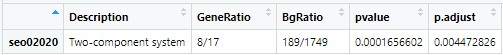 Description GeneRatio BgRatio pvalue p.adjust
seo02020 Two-component system 8/17 189/1749 0.0001656602 0.004472826